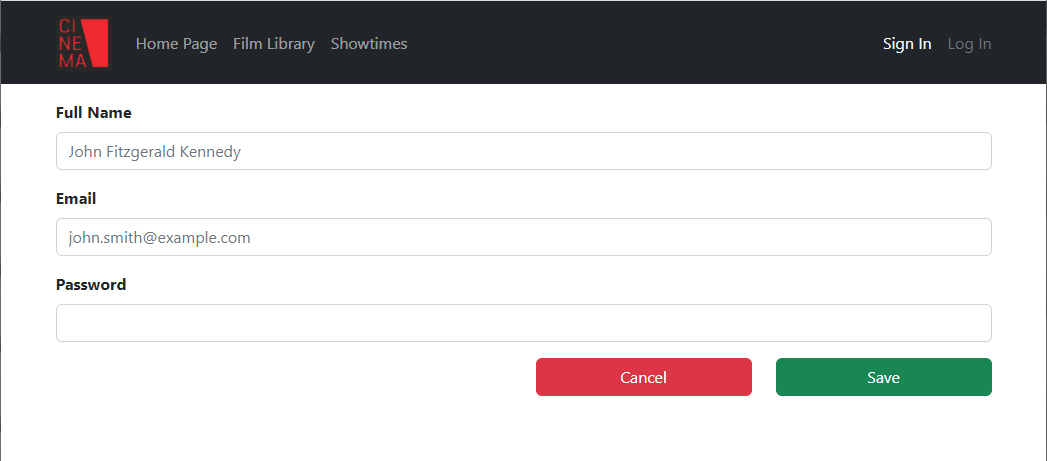 CI
NE
MA
Home Page Film Library Showtimes Sign In Log In
Full Name
John Fitzgerald Kennedy
Email
john.smith@example.com
Password
Cancel Save